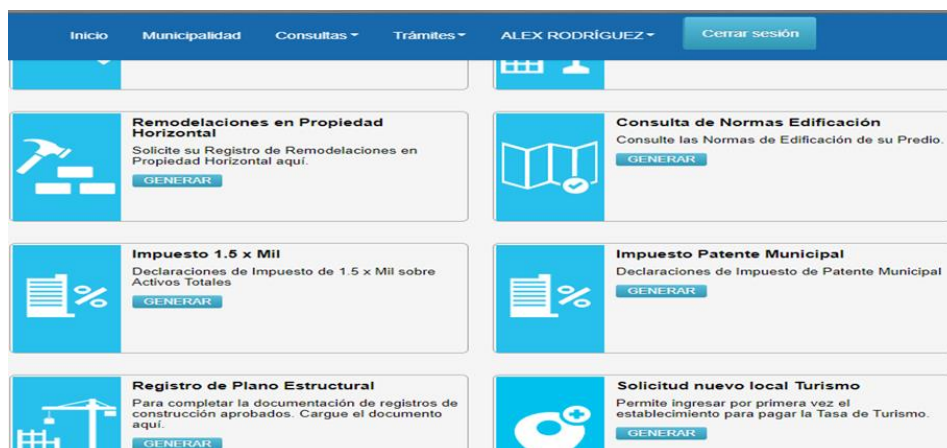 Inicio Municipalidad Consultas Trámites ALEX RODRÍGUEZ Cerrar sesión
Remodelaciones en Propiedad
Horizontal
Solicite su Registro de Remodelaciones en
Propiedad Horizontal aquí.
GENERAR
Consulta de Normas Edificación
Consulte las Normas de Edificación de su Predio.
GENERAR
Impuesto 1.5 x Mil
Declaraciones de Impuesto de 1.5 x Mil sobre
Activos Totales
GENERAR
Impuesto Patente Municipal
Declaraciones de Impuesto de Patente Municipal
GENERAR
Registro de Plano Estructural
Para completar la documentación de registros de
construcción aprobados. Cargue el documento
aquí.
GENERAR
Solicitud nuevo local Turismo
Permite ingresar por primera vez el
establecimiento para pagar la Tasa de Turismo.
GENERAR